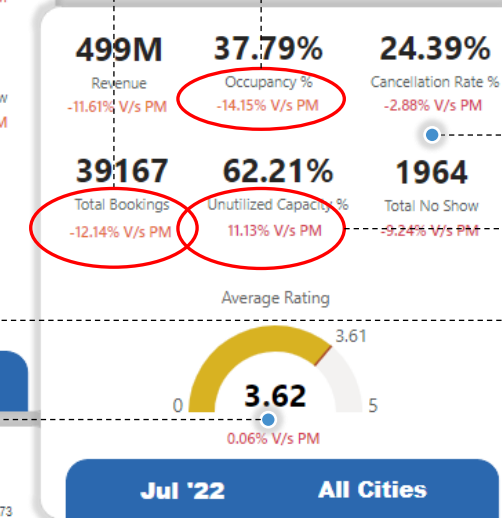 499M 37.79% 24.39%
Revenue Occupancy % Cancellation Rate %
-11.61% V/s PM -14.15% V/s PM -2.88% V/s PM
39167 62.21% 1964
Total Bookings Unutilized Capacity % Total No Show
-12.14% V/s PM 11.13% V/s PM -9.24% V/s PM
Average Rating
3.61
0 3.62 5
0.06% V/s PM
Jul '22 All Cities
73